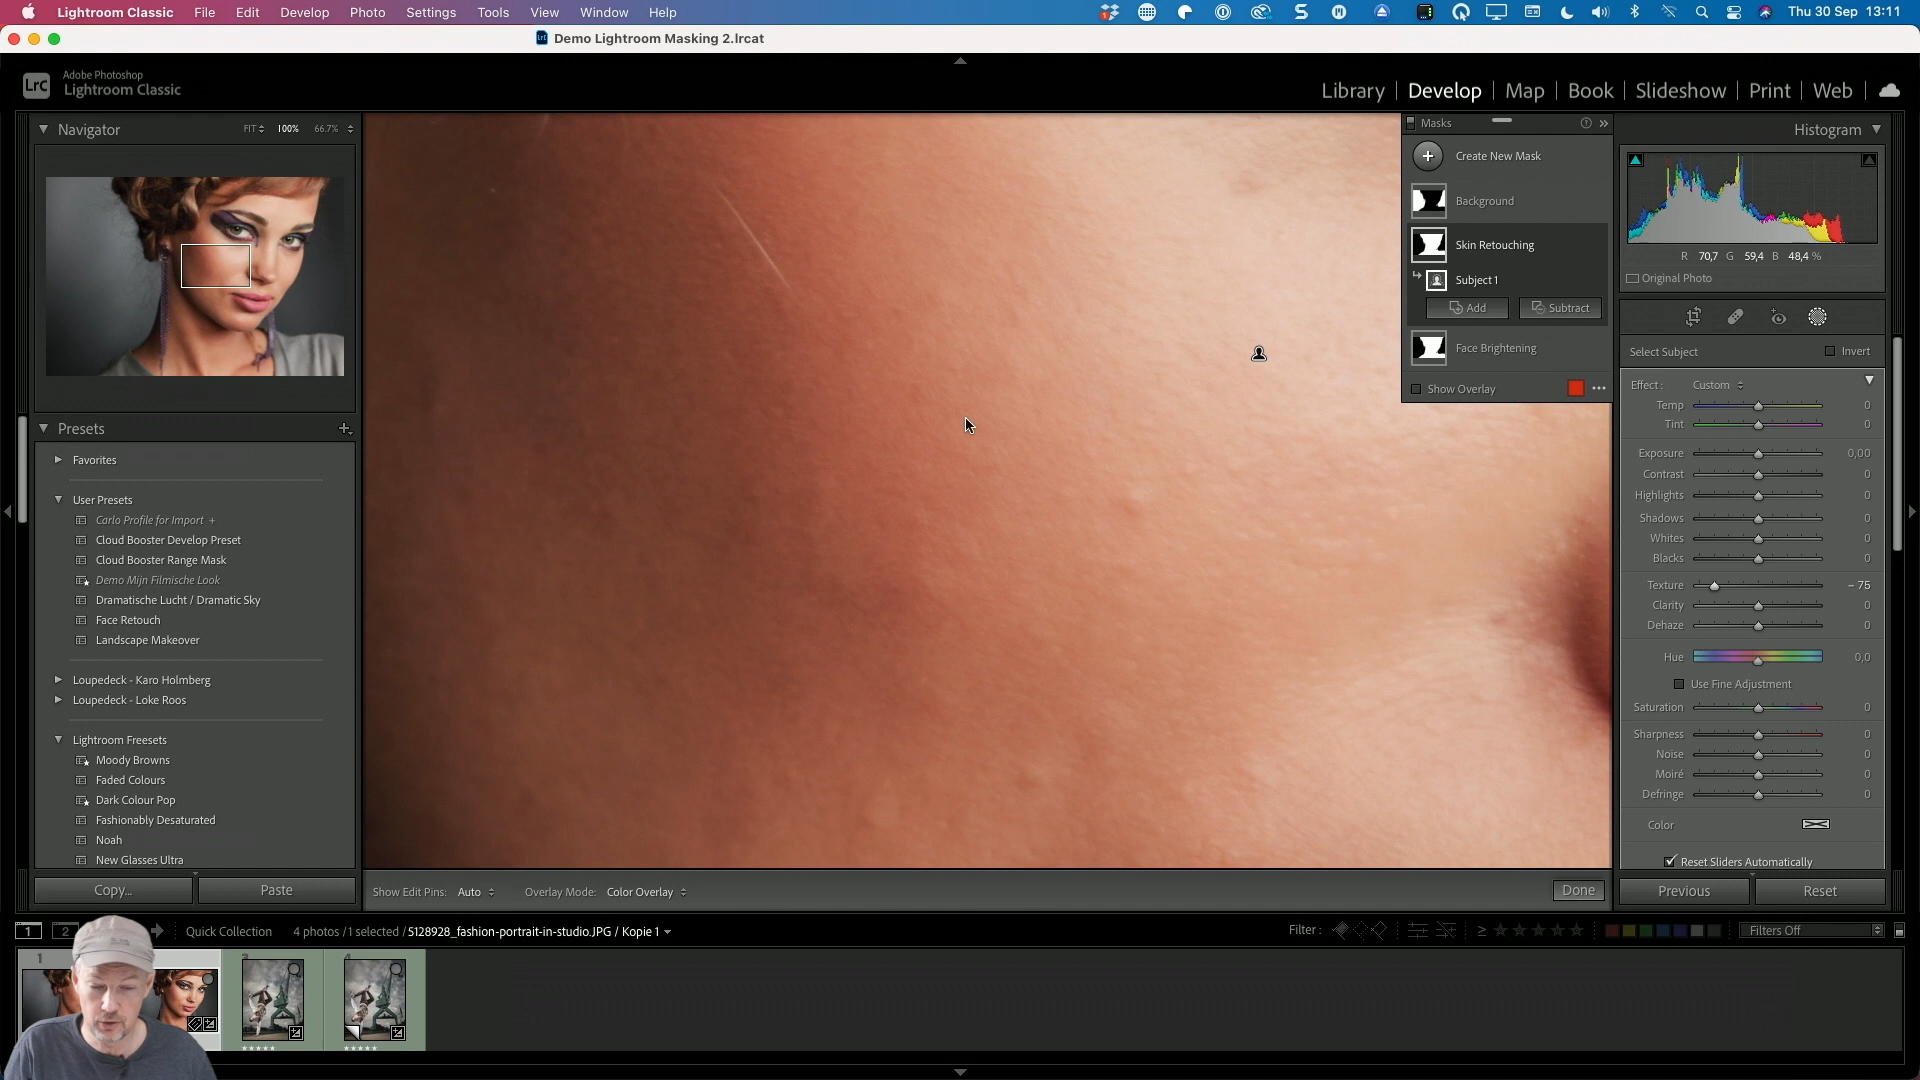 Lightroom Classic File Edit Develop Photo Settings Tools View Window Help Thu 30 Sep 13:11
Demo Lightroom Masking 2.lrcat
LrC Adobe Photoshop
Lightroom Classic
Library Develop Map Book Slideshow Print Web
Navigator FIT 100% 66.7%
Presets
Favorites
User Presets
Carlo Profile for Import +
Cloud Booster Develop Preset
Cloud Booster Range Mask
Demo Mijn Filmische Look
Dramatische Lucht / Dramatic Sky
Face Retouch
Landscape Makeover
Loupedeck - Karo Holmberg
Loupedeck - Loke Roos
Lightroom Freesets
Moody Browns
Faded Colours
Dark Colour Pop
Fashionably Desaturated
Noah
New Glasses Ultra
Copy... Paste
Masks
Create New Mask
Background
Skin Retouching
Subject 1
Add Subtract
Face Brightening
Show Overlay
Histogram
R 70,7 G 59,4 B 48,4 %
Original Photo
Select Subject Invert
Effect : Custom
Temp 0
Tint 0
Exposure 0,00
Contrast 0
Highlights 0
Shadows 0
Whites 0
Blacks 0
Texture – 75
Clarity 0
Dehaze 0
Hue 0,0
Use Fine Adjustment
Saturation 0
Sharpness 0
Noise 0
Moiré 0
Defringe 0
Color
Reset Sliders Automatically
Previous Reset
Show Edit Pins: Auto Overlay Mode: Color Overlay Done
1 2 Quick Collection 4 photos / 1 selected / 5128928_fashion-portrait-in-studio.JPG / Kopie 1 Filter : ≥ Filters Off
1